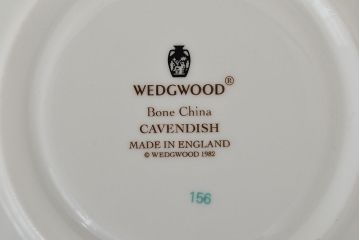 WEDGWOOD®
Bone China
CAVENDISH
MADE IN ENGLAND
© WEDGWOOD 1982
156